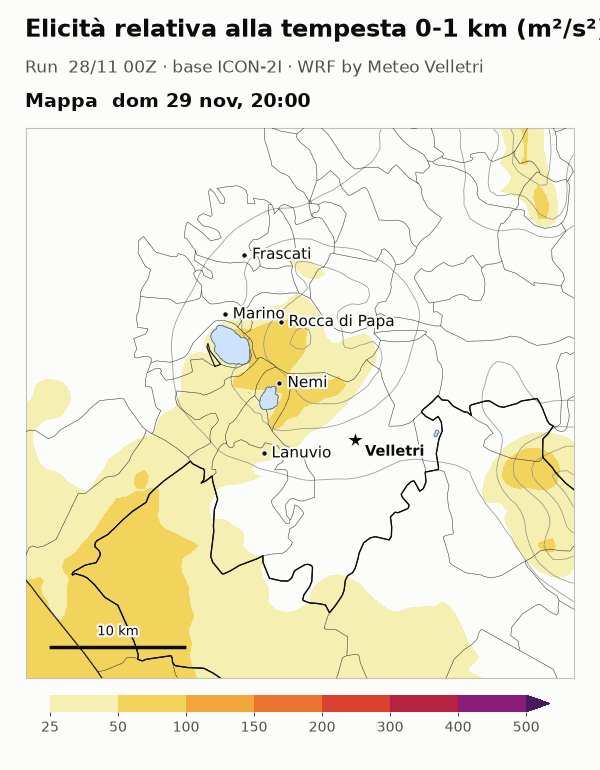 Elicità relativa alla tempesta 0-1 km (m²/s²)
Run 28/11 00Z · base ICON-2I · WRF by Meteo Velletri
Mappa dom 29 nov, 20:00
Frascati
Marino
Rocca di Papa
Nemi
Velletri
Lanuvio
10 km
25 50 100 150 200 300 400 500